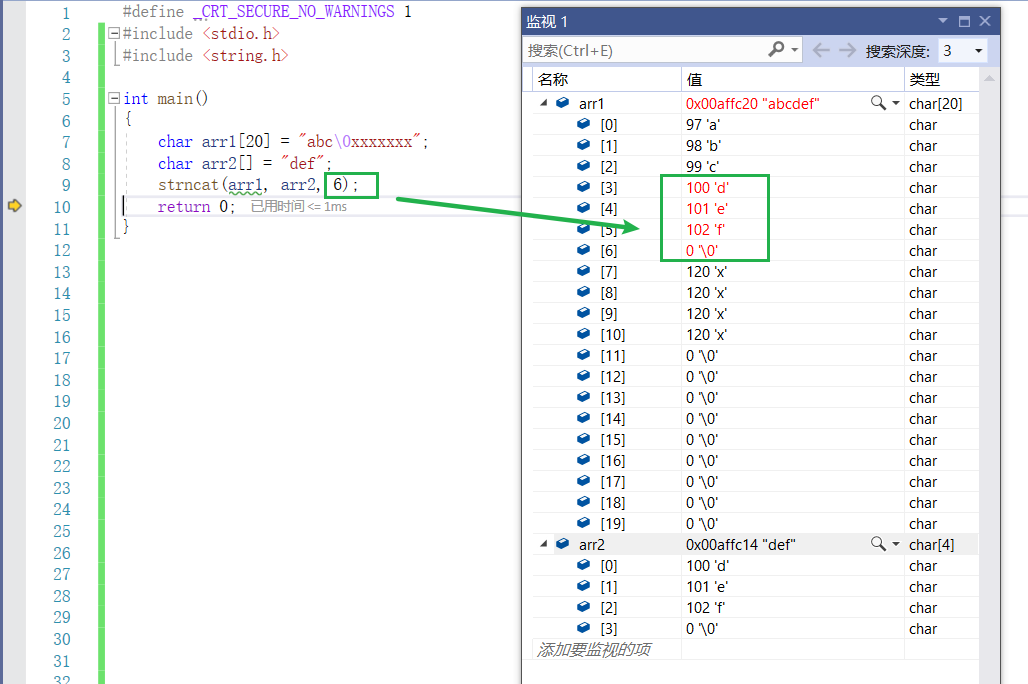 1 #define _CRT_SECURE_NO_WARNINGS 1
2 #include <stdio.h>
3 #include <string.h>
4
5 int main()
6 {
7 char arr1[20] = "abc\0xxxxxxx";
8 char arr2[] = "def";
9 strncat(arr1, arr2, 6);
10 return 0; 已用时间 <= 1ms
11 }
12
13
14
15
16
17
18
19
20
21
22
23
24
25
26
27
28
29
30
31
32
监视 1
搜索(Ctrl+E) 搜索深度: 3
名称 值 类型
arr1 0x00affc20 "abcdef" char[20]
[0] 97 'a' char
[1] 98 'b' char
[2] 99 'c' char
[3] 100 'd' char
[4] 101 'e' char
[5] 102 'f' char
[6] 0 '\0' char
[7] 120 'x' char
[8] 120 'x' char
[9] 120 'x' char
[10] 120 'x' char
[11] 0 '\0' char
[12] 0 '\0' char
[13] 0 '\0' char
[14] 0 '\0' char
[15] 0 '\0' char
[16] 0 '\0' char
[17] 0 '\0' char
[18] 0 '\0' char
[19] 0 '\0' char
arr2 0x00affc14 "def" char[4]
[0] 100 'd' char
[1] 101 'e' char
[2] 102 'f' char
[3] 0 '\0' char
添加要监视的项